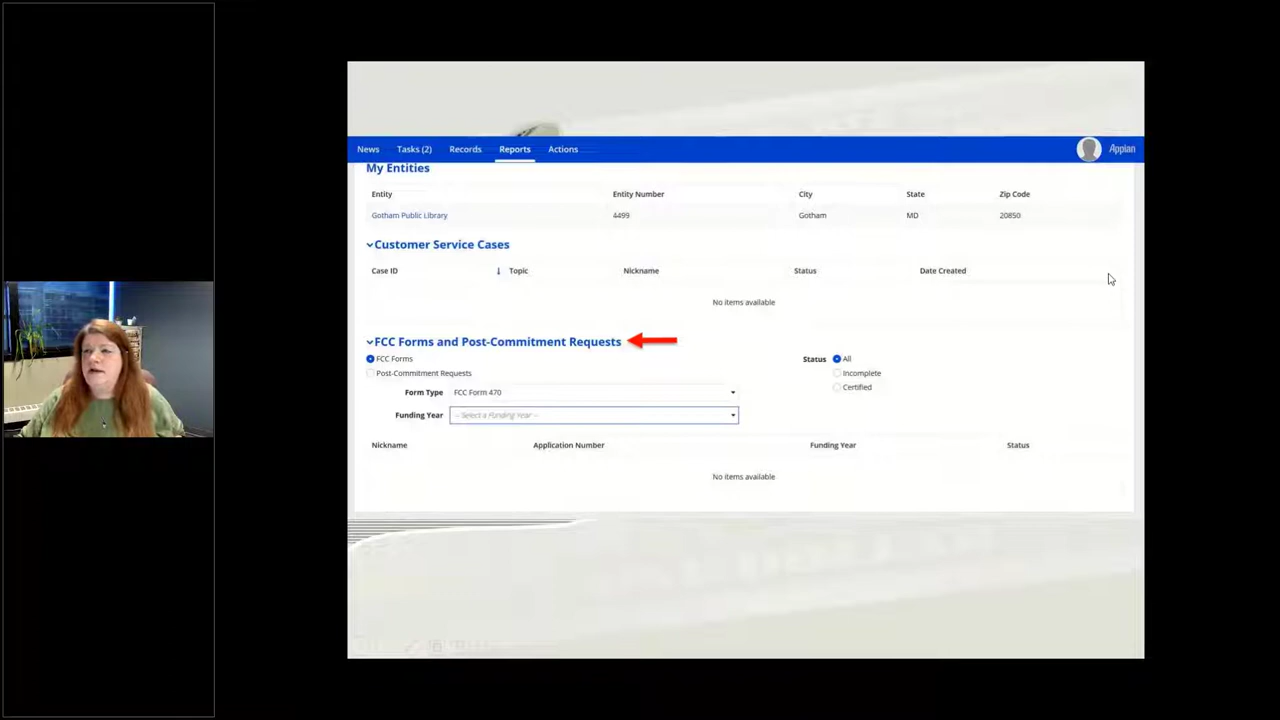 News Tasks (2) Records Reports Actions Appian
My Entities
Entity Entity Number City State Zip Code
Gotham Public Library 4499 Gotham MD 20850
Customer Service Cases
Case ID Topic Nickname Status Date Created
No items available
FCC Forms and Post-Commitment Requests
FCC Forms Status All
Post-Commitment Requests Incomplete
Certified
Form Type FCC Form 470
Funding Year -- Select a Funding Year --
Nickname Application Number Funding Year Status
No items available